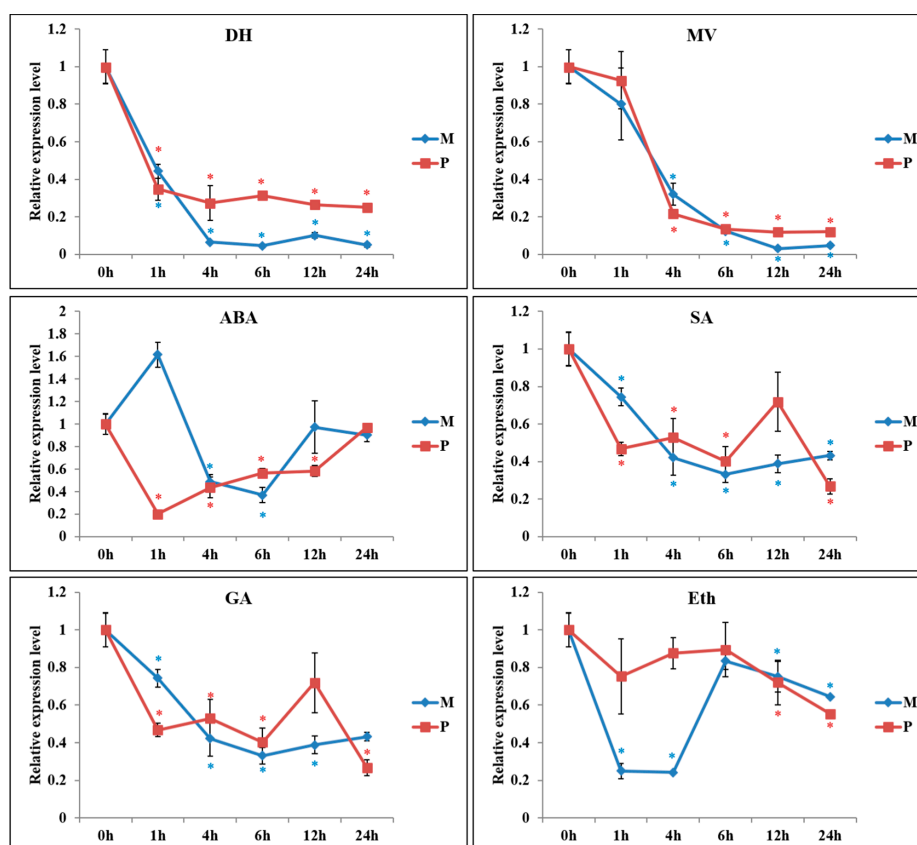 DH
Relative expression level
1.2
1
0.8
0.6
0.4
0.2
0
0h 1h 4h 6h 12h 24h
* * * * *
* * * * *
M
P
MV
Relative expression level
1.2
1
0.8
0.6
0.4
0.2
0
0h 1h 4h 6h 12h 24h
* * * *
* * * *
M
P
ABA
Relative expression level
2
1.8
1.6
1.4
1.2
1
0.8
0.6
0.4
0.2
0
0h 1h 4h 6h 12h 24h
* * * *
* *
M
P
SA
Relative expression level
1.2
1
0.8
0.6
0.4
0.2
0
0h 1h 4h 6h 12h 24h
* * * *
* * * * *
M
P
GA
Relative expression level
1.2
1
0.8
0.6
0.4
0.2
0
0h 1h 4h 6h 12h 24h
* * * *
* * * *
M
P
Eth
Relative expression level
1.2
1
0.8
0.6
0.4
0.2
0
0h 1h 4h 6h 12h 24h
* * * *
* *
M
P